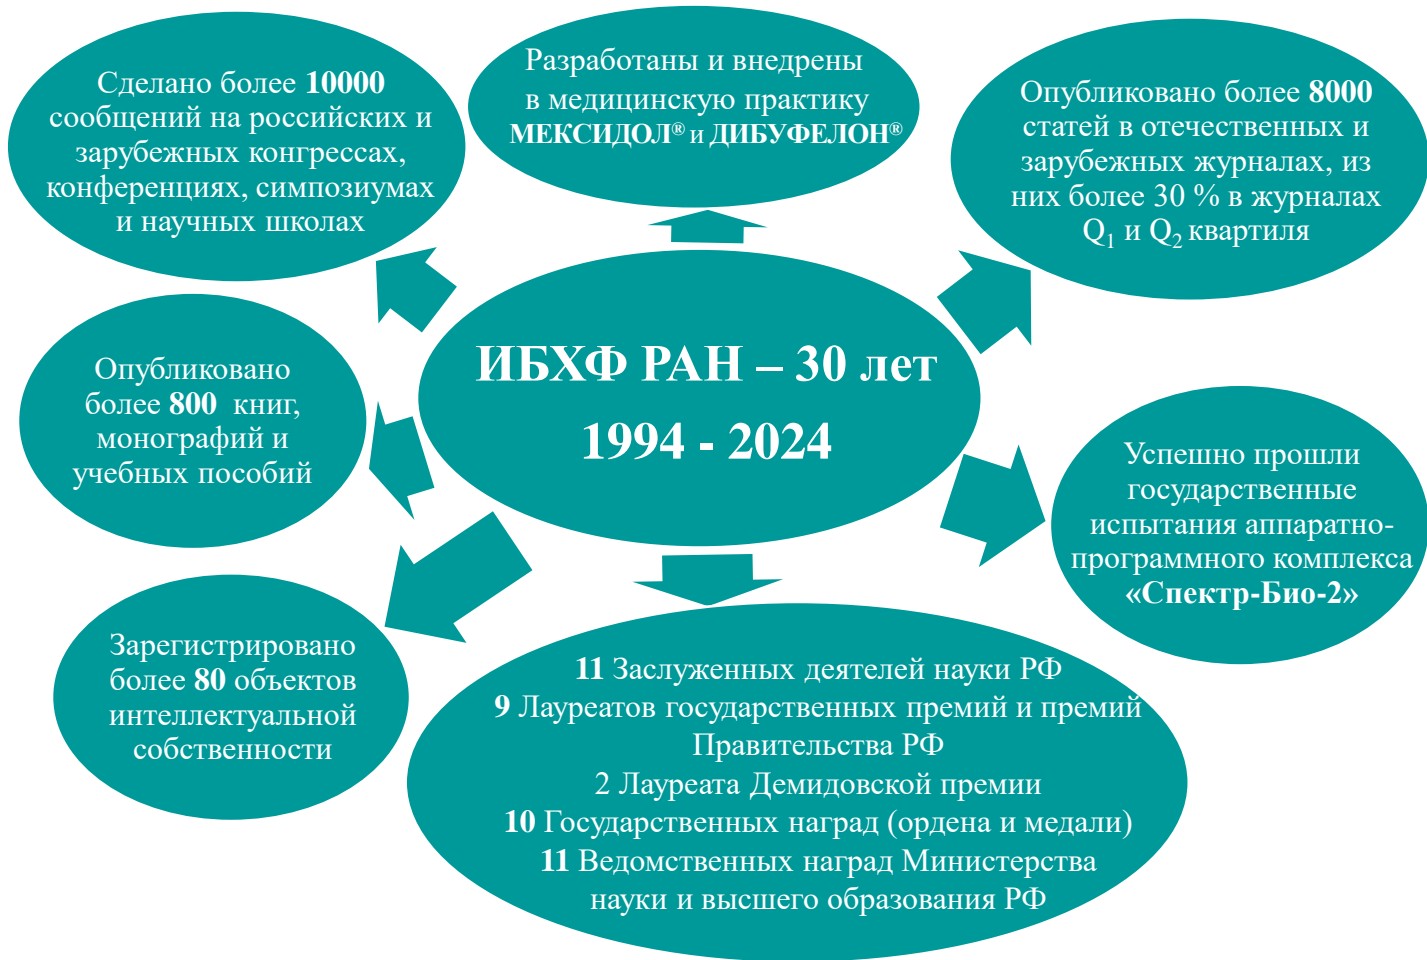 Сделано более 10000
сообщений на российских и
зарубежных конгрессах,
конференциях, симпозиумах
и научных школах
Разработаны и внедрены
в медицинскую практику
МЕКСИДОЛ® и ДИБУФЕЛОН®
Опубликовано более 8000
статей в отечественных и
зарубежных журналах, из
них более 30 % в журналах
Q₁ и Q₂ квартиля
ИБХФ РАН – 30 лет
1994 - 2024
Опубликовано
более 800 книг,
монографий и
учебных пособий
Успешно прошли
государственные
испытания аппаратно-
программного комплекса
«Спектр-Био-2»
Зарегистрировано
более 80 объектов
интеллектуальной
собственности
11 Заслуженных деятелей науки РФ
9 Лауреатов государственных премий и премий
Правительства РФ
2 Лауреата Демидовской премии
10 Государственных наград (ордена и медали)
11 Ведомственных наград Министерства
науки и высшего образования РФ